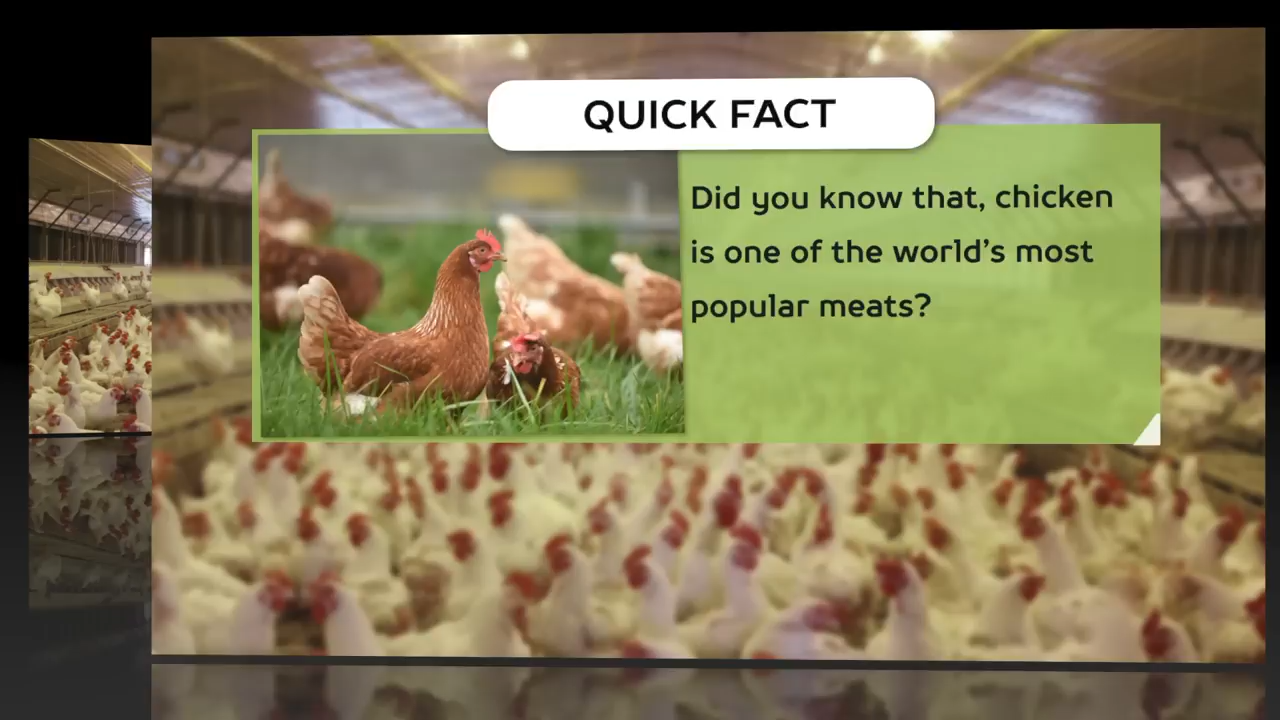 QUICK FACT
Did you know that, chicken
is one of the world’s most
popular meats?